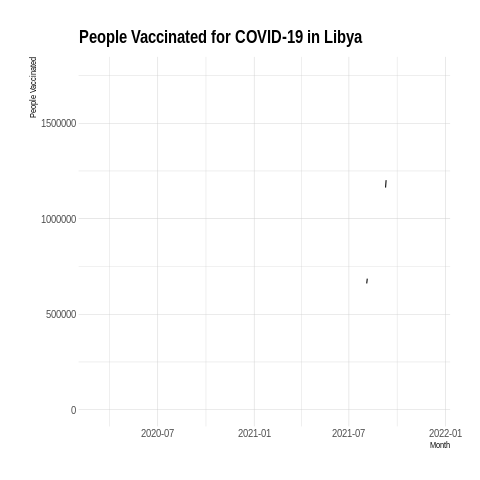 People Vaccinated for COVID-19 in Libya
People Vaccinated
1500000
1000000
500000
0
2020-07 2021-01 2021-07 2022-01
Month